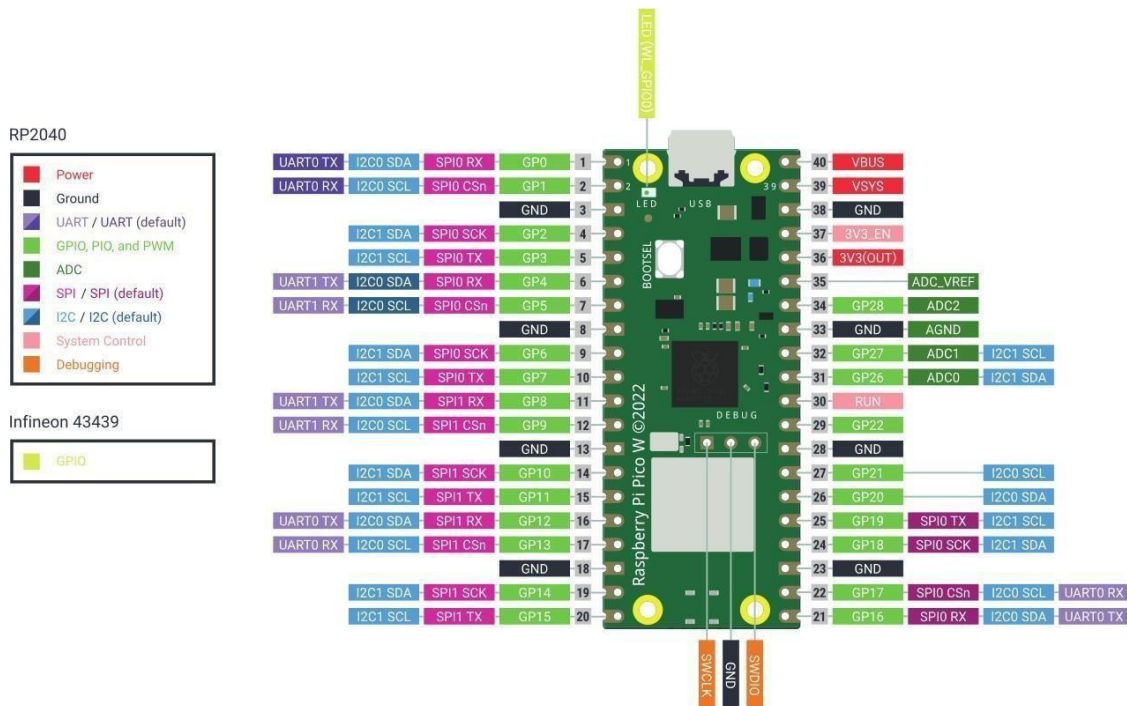 LED (WL_GPIO0)
RP2040
Power
Ground
UART / UART (default)
GPIO, PIO, and PWM
ADC
SPI / SPI (default)
I2C / I2C (default)
System Control
Debugging
Infineon 43439
GPIO
UART0 TX I2C0 SDA SPI0 RX GP0 1
UART0 RX I2C0 SCL SPI0 CSn GP1 2
GND 3
I2C1 SDA SPI0 SCK GP2 4
I2C1 SCL SPI0 TX GP3 5
UART1 TX I2C0 SDA SPI0 RX GP4 6
UART1 RX I2C0 SCL SPI0 CSn GP5 7
GND 8
I2C1 SDA SPI0 SCK GP6 9
I2C1 SCL SPI0 TX GP7 10
UART1 TX I2C0 SDA SPI1 RX GP8 11
UART1 RX I2C0 SCL SPI1 CSn GP9 12
GND 13
I2C1 SDA SPI1 SCK GP10 14
I2C1 SCL SPI1 TX GP11 15
UART0 TX I2C0 SDA SPI1 RX GP12 16
UART0 RX I2C0 SCL SPI1 CSn GP13 17
GND 18
I2C1 SDA SPI1 SCK GP14 19
I2C1 SCL SPI1 TX GP15 20
1
2
39
LED
USB
BOOTSEL
DEBUG
Raspberry Pi Pico W ©2022
40 VBUS
39 VSYS
38 GND
37 3V3_EN
36 3V3(OUT)
35 ADC_VREF
34 GP28 ADC2
33 GND AGND
32 GP27 ADC1 I2C1 SCL
31 GP26 ADC0 I2C1 SDA
30 RUN
29 GP22
28 GND
27 GP21 I2C0 SCL
26 GP20 I2C0 SDA
25 GP19 SPI0 TX I2C1 SCL
24 GP18 SPI0 SCK I2C1 SDA
23 GND
22 GP17 SPI0 CSn I2C0 SCL UART0 RX
21 GP16 SPI0 RX I2C0 SDA UART0 TX
SWCLK
GND
SWDIO